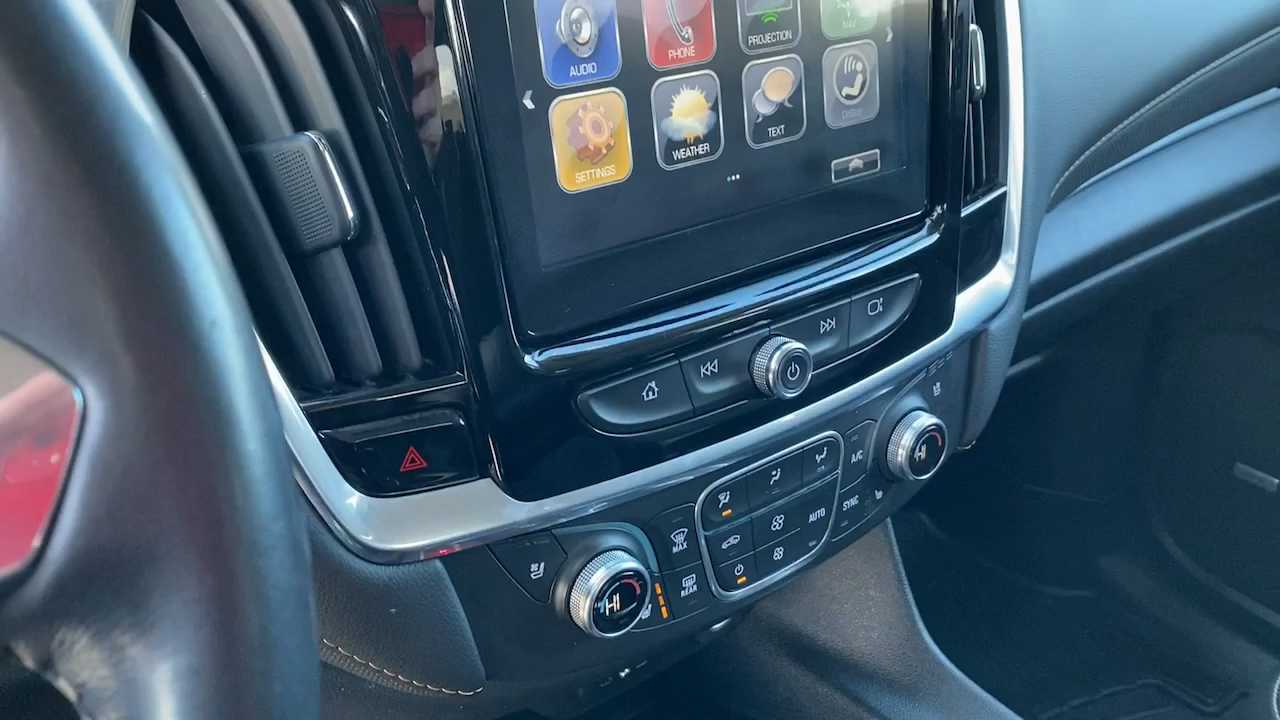 AUDIO
PHONE
PROJECTION
SETTINGS
WEATHER
TEXT
A/C
SYNC
AUTO
MAX
REAR
HI
HI